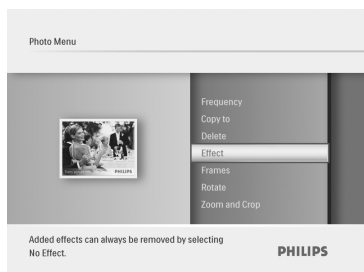 Photo Menu
Frequency
Copy to
Delete
Effect
Frames
Rotate
Zoom and Crop
PHILIPS
Added effects can always be removed by selecting
No Effect.
PHILIPS